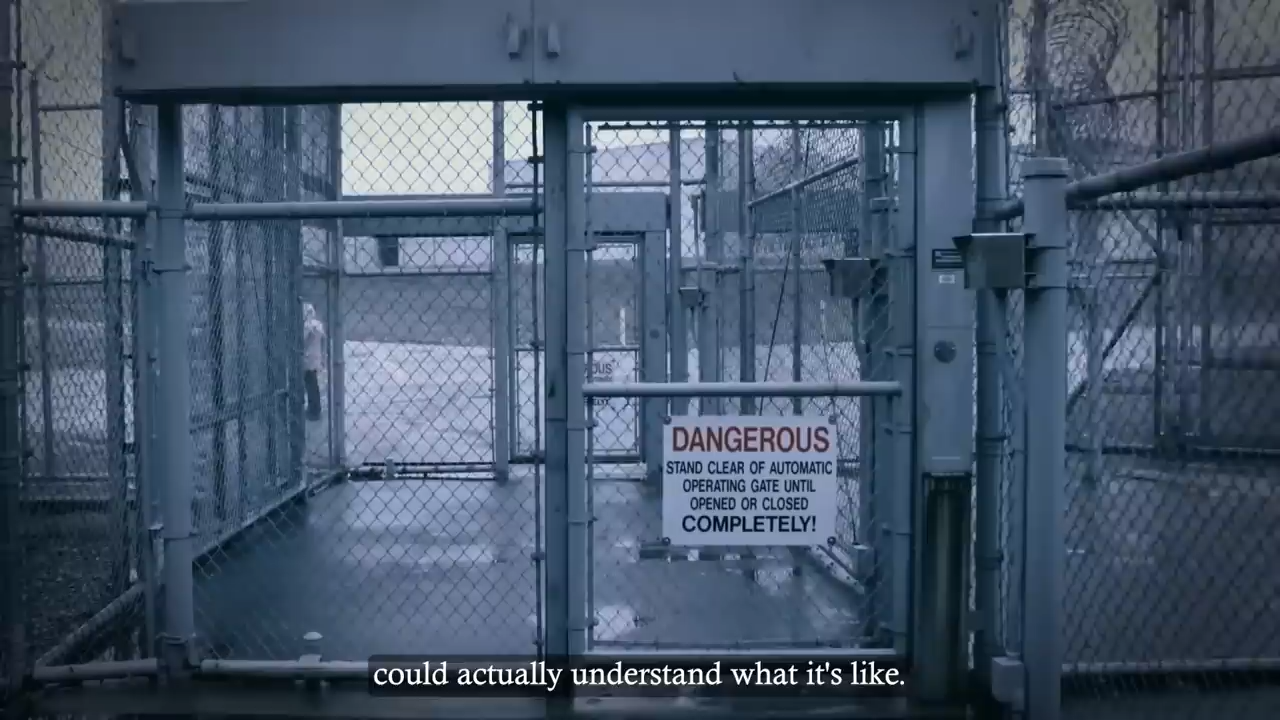 DANGEROUS
STAND CLEAR OF AUTOMATIC
OPERATING GATE UNTIL
OPENED OR CLOSED
COMPLETELY!
could actually understand what it's like.